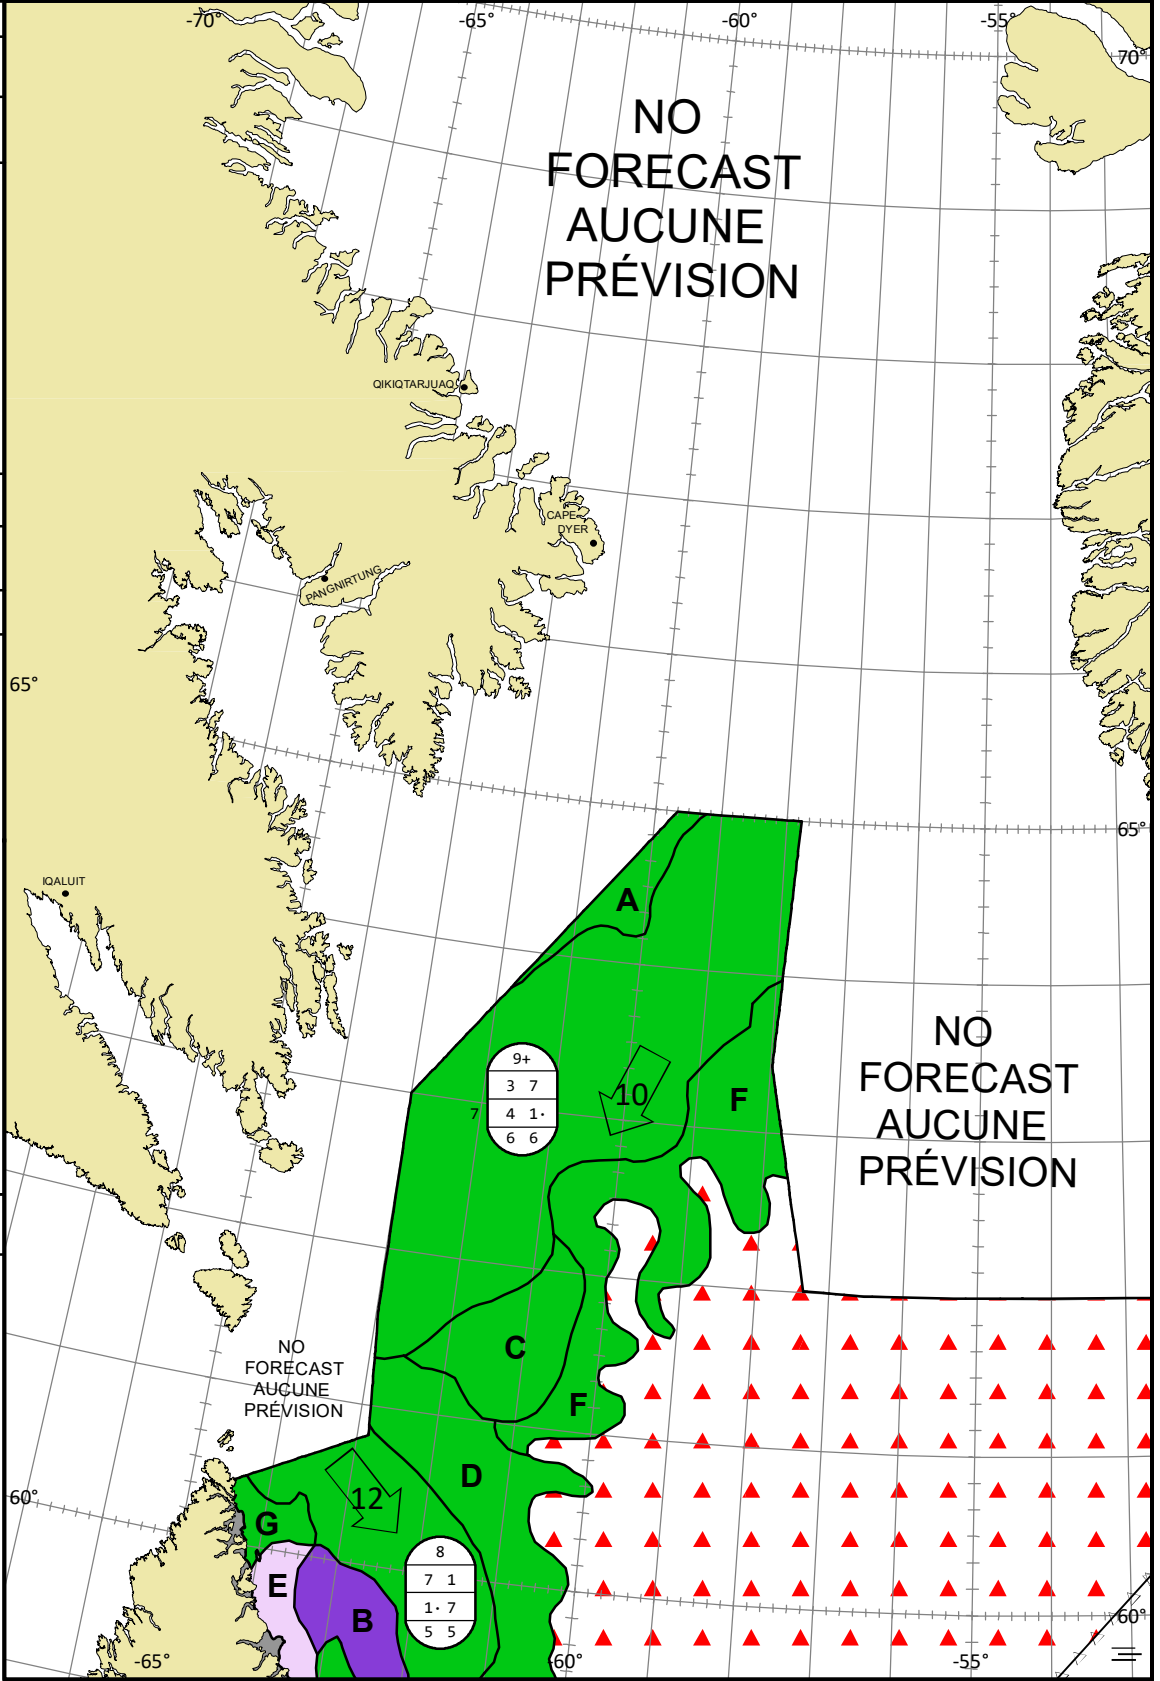 -70°
-65°
-60°
-55°
70°
NO
FORECAST
AUCUNE
PRÉVISION
QIKIQTARJUAQ
CAPE
DYER
PANGNIRTUNG
65°
65°
IQALUIT
A
9+
3 7
7 4 1·
6 6
10
F
NO
FORECAST
AUCUNE
PRÉVISION
NO
FORECAST
AUCUNE
PRÉVISION
C
F
D
60°
12
G
E
B
8
7 1
1· 7
5 5
60°
-65°
-60°
-55°